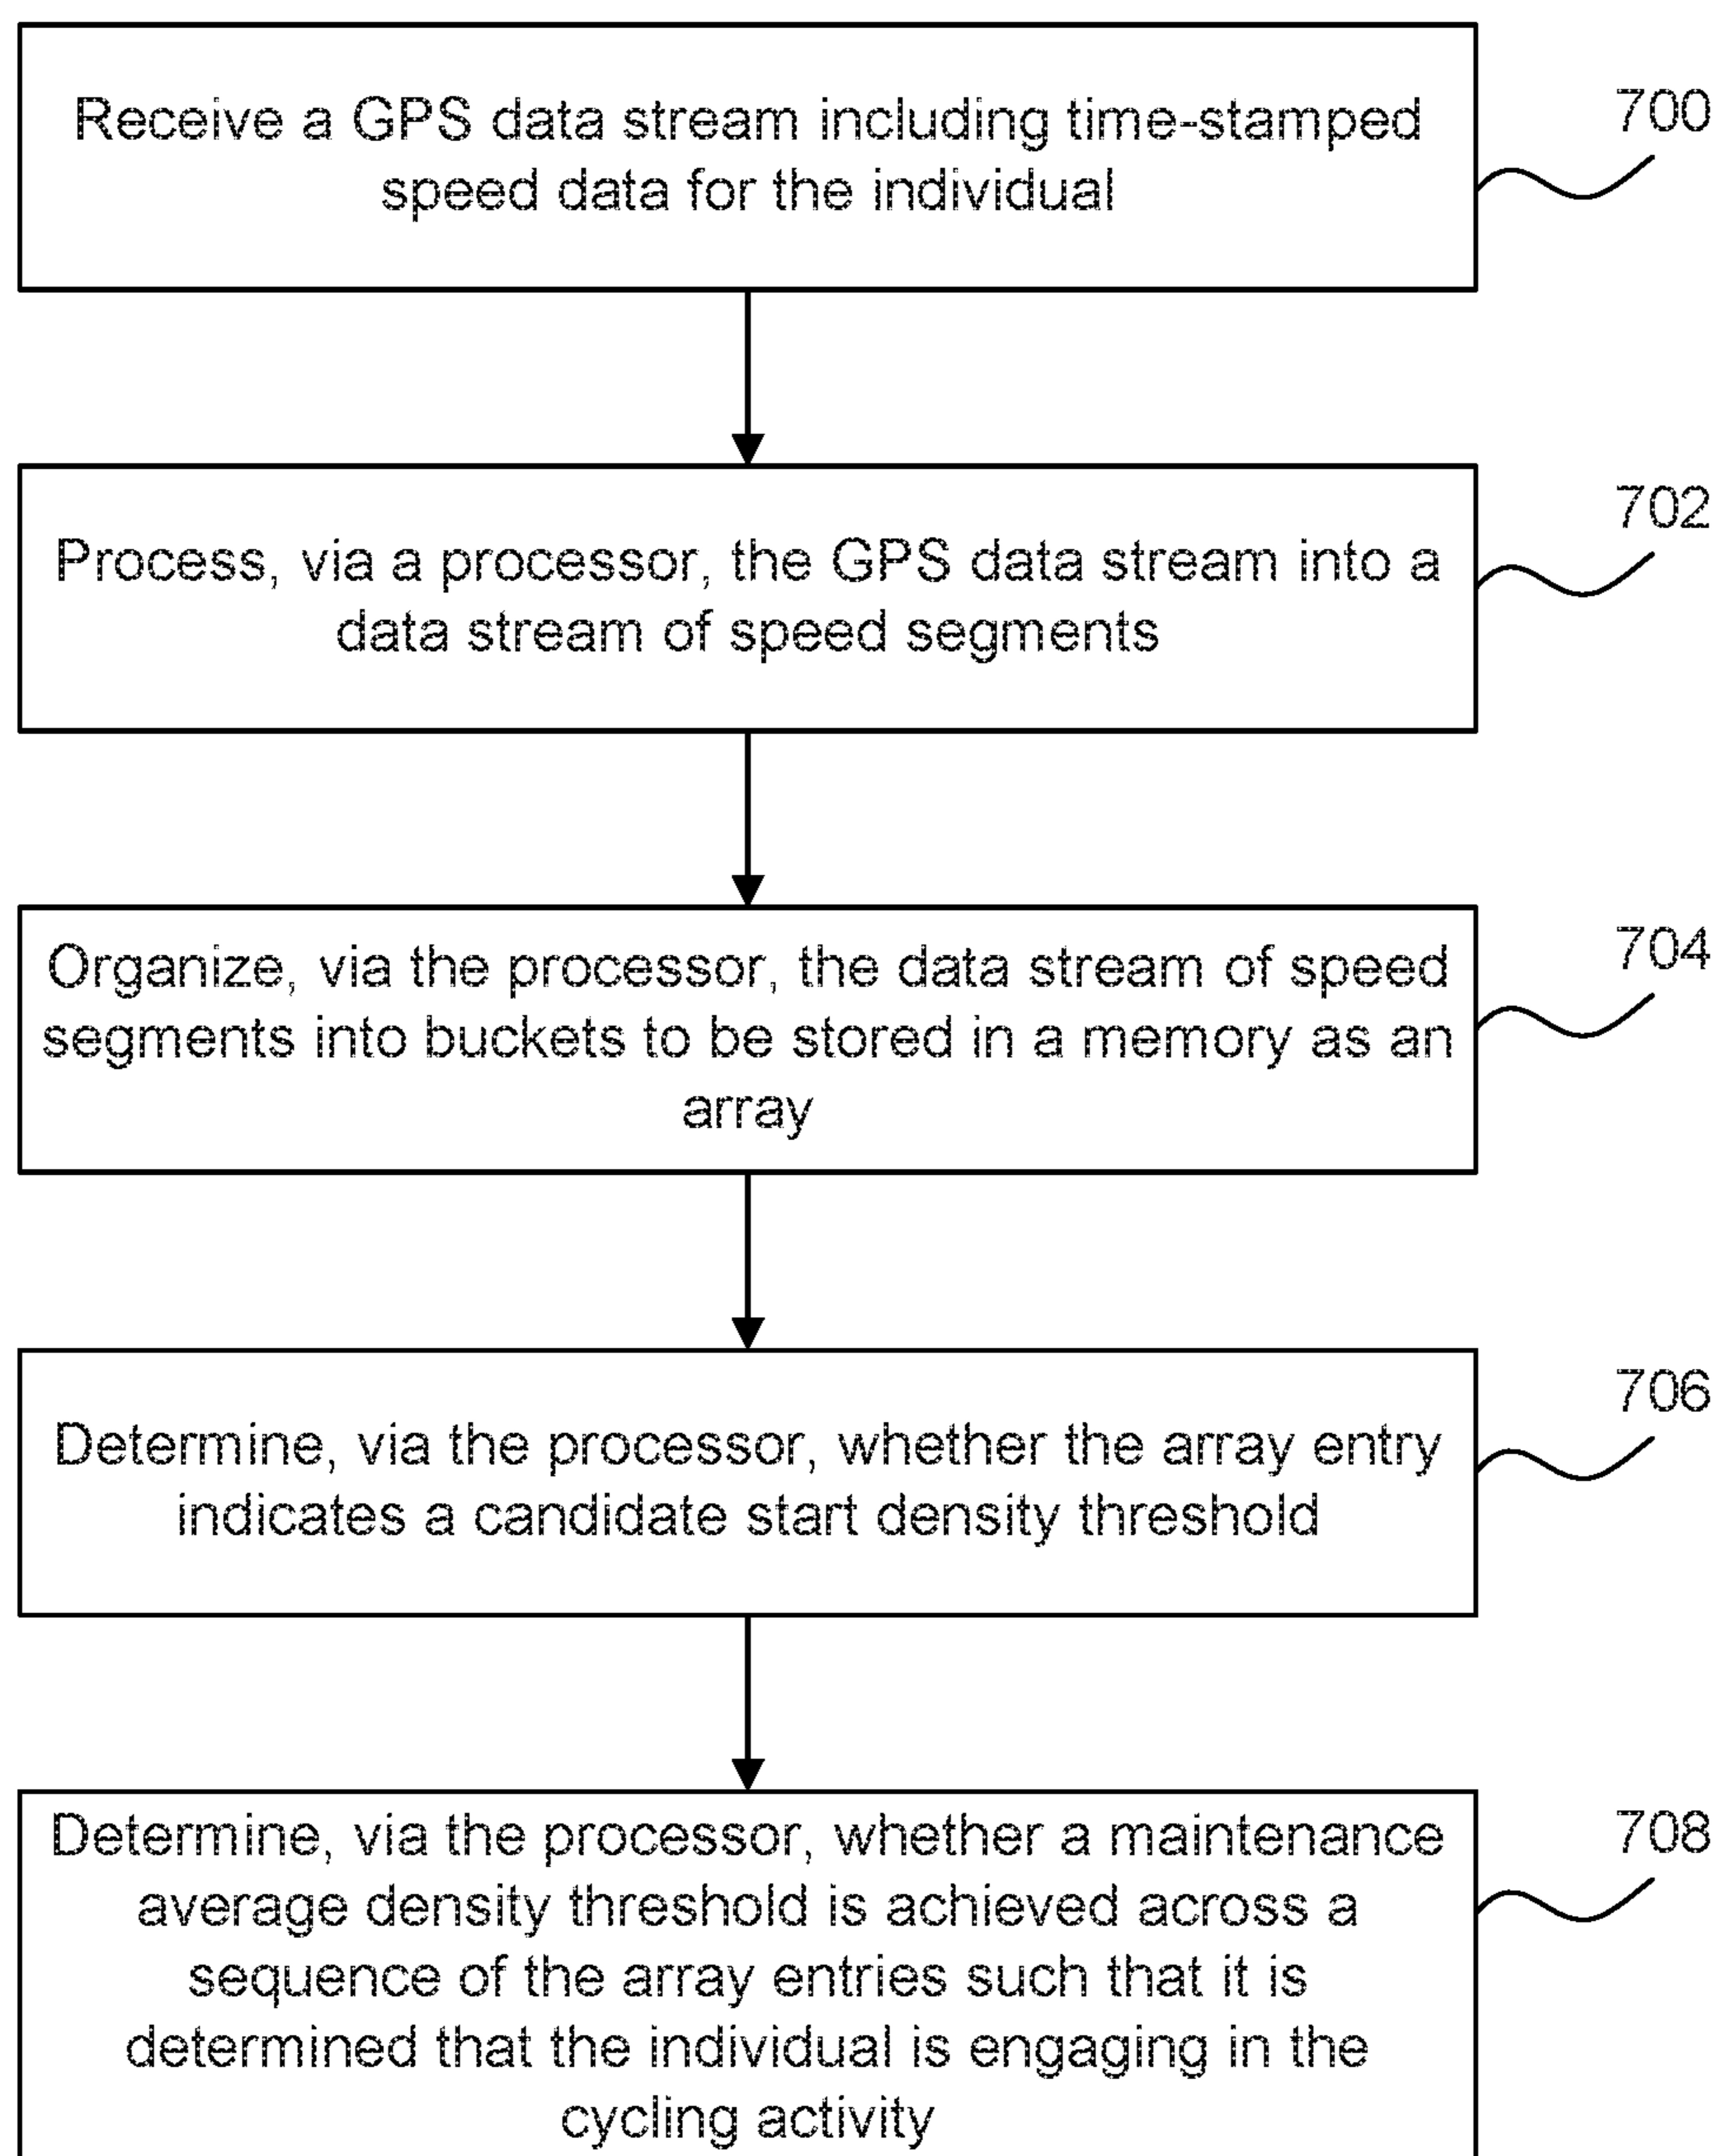 Receive a GPS data stream including time-stamped
speed data for the individual
700
Process, via a processor, the GPS data stream into a
data stream of speed segments
702
Organize, via the processor, the data stream of speed
segments into buckets to be stored in a memory as an
array
704
Determine, via the processor, whether the array entry
indicates a candidate start density threshold
706
Determine, via the processor, whether a maintenance
average density threshold is achieved across a
sequence of the array entries such that it is
determined that the individual is engaging in the
cycling activity
708